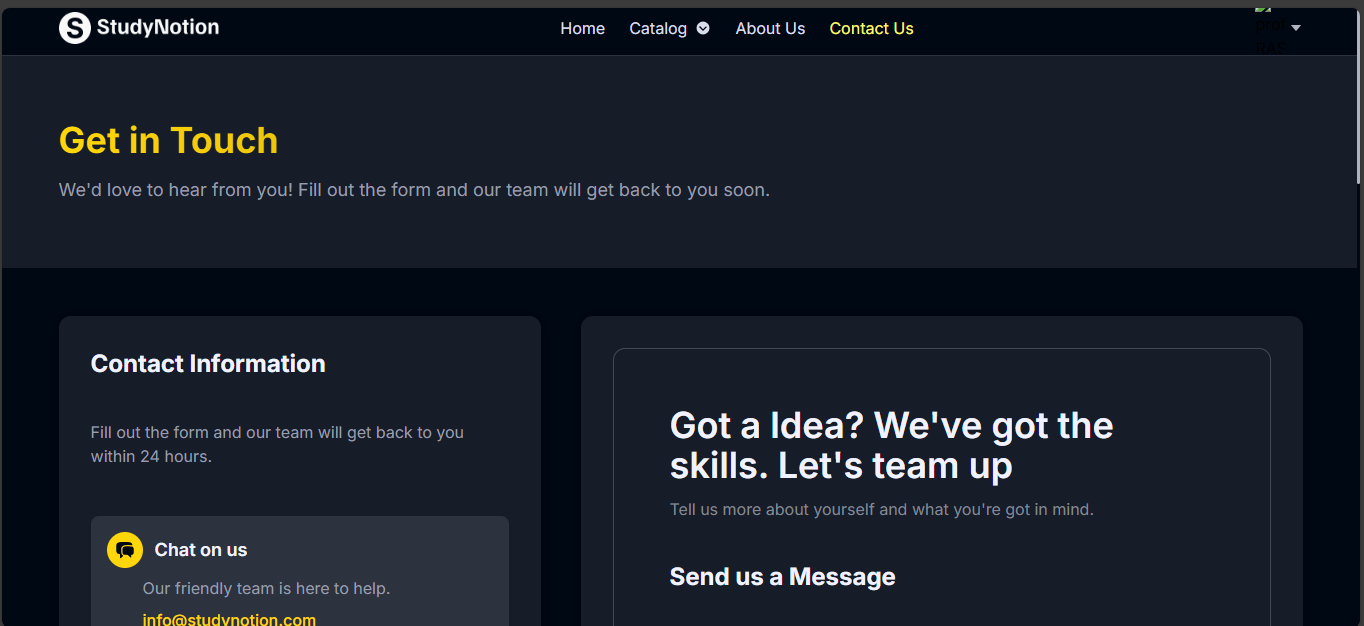 StudyNotion
Home Catalog About Us Contact Us
Get in Touch
We'd love to hear from you! Fill out the form and our team will get back to you soon.
Contact Information
Fill out the form and our team will get back to you
within 24 hours.
Chat on us
Our friendly team is here to help.
info@studynotion.com
Got a Idea? We've got the
skills. Let's team up
Tell us more about yourself and what you're got in mind.
Send us a Message